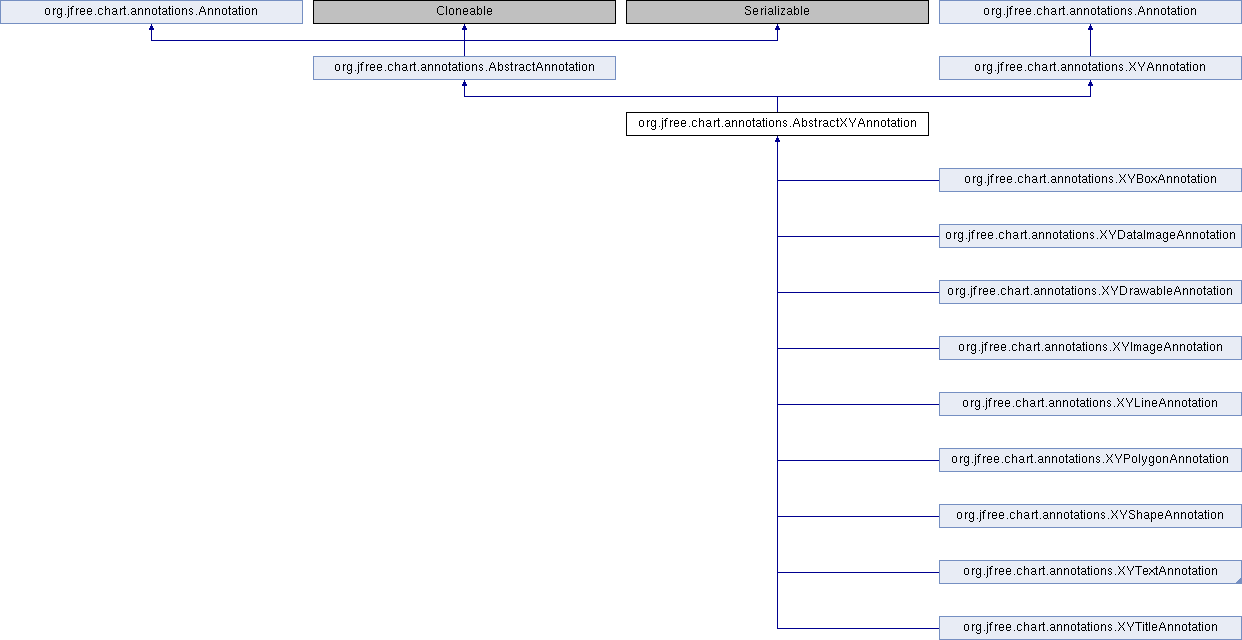 org.jfree.chart.annotations.Annotation
Cloneable
Serializable
org.jfree.chart.annotations.Annotation
org.jfree.chart.annotations.AbstractAnnotation
org.jfree.chart.annotations.XYAnnotation
org.jfree.chart.annotations.AbstractXYAnnotation
org.jfree.chart.annotations.XYBoxAnnotation
org.jfree.chart.annotations.XYDataImageAnnotation
org.jfree.chart.annotations.XYDrawableAnnotation
org.jfree.chart.annotations.XYImageAnnotation
org.jfree.chart.annotations.XYLineAnnotation
org.jfree.chart.annotations.XYPolygonAnnotation
org.jfree.chart.annotations.XYShapeAnnotation
org.jfree.chart.annotations.XYTextAnnotation
org.jfree.chart.annotations.XYTitleAnnotation